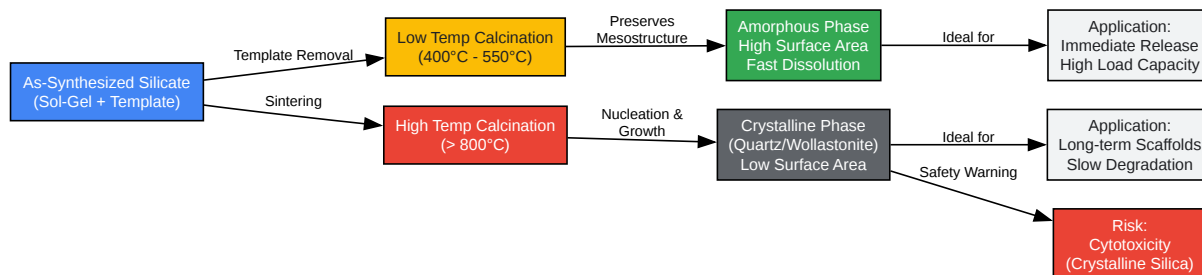 As-Synthesized Silicate
(Sol-Gel + Template)
Template Removal
Sintering
Low Temp Calcination
(400°C - 550°C)
High Temp Calcination
(> 800°C)
Preserves
Mesostructure
Nucleation &
Growth
Amorphous Phase
High Surface Area
Fast Dissolution
Crystalline Phase
(Quartz/Wollastonite)
Low Surface Area
Ideal for
Ideal for
Safety Warning
Application:
Immediate Release
High Load Capacity
Application:
Long-term Scaffolds
Slow Degradation
Risk:
Cytotoxicity
(Crystalline Silica)